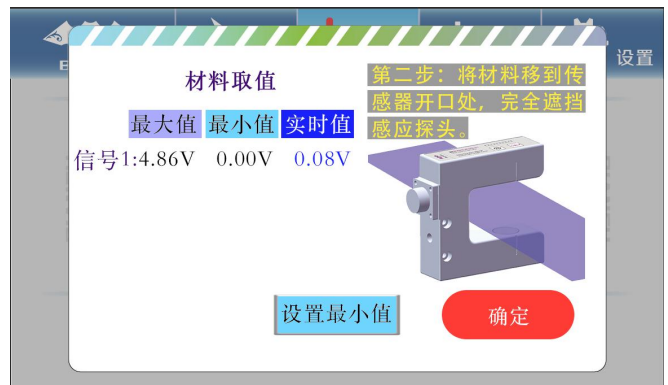 设置
材料取值
第二步：将材料移到传
感器开口处，完全遮挡
感应探头。
最大值 最小值 实时值
信号1:4.86V 0.00V 0.08V
设置最小值
确定